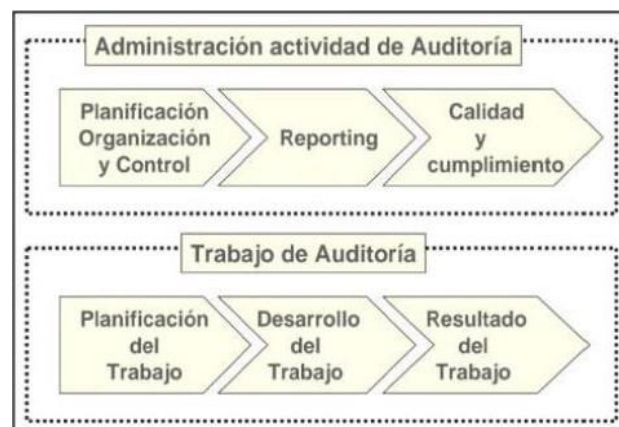 Administración actividad de Auditoría
Planificación
Organización
y Control
Reporting
Calidad
y
cumplimiento
Trabajo de Auditoría
Planificación
del
Trabajo
Desarrollo
del
Trabajo
Resultado
del
Trabajo